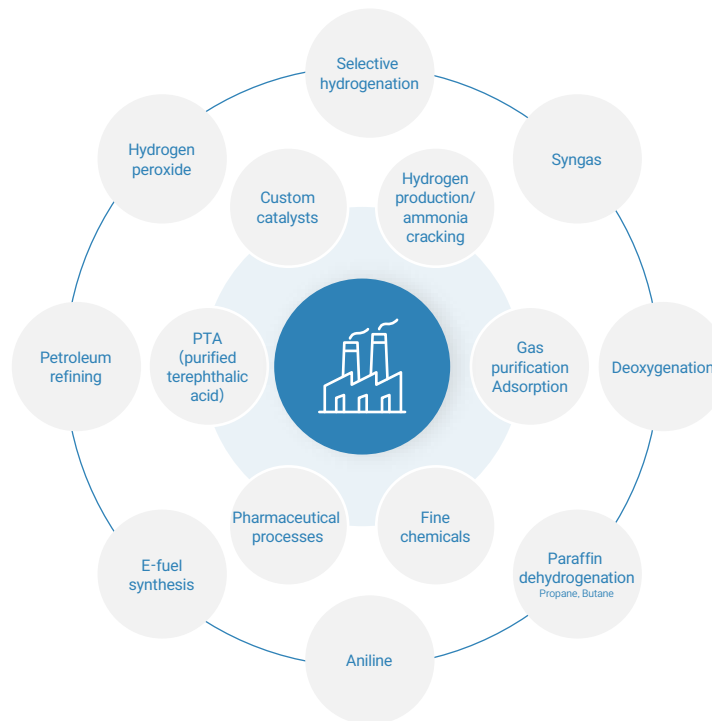 Selective
hydrogenation
Hydrogen
peroxide
Syngas
Custom
catalysts
Hydrogen
production/
ammonia
cracking
Petroleum
refining
PTA
(purified
terephthalic
acid)
Gas
purification
Adsorption
Deoxygenation
Pharmaceutical
processes
Fine
chemicals
E-fuel
synthesis
Paraffin
dehydrogenation
Propane, Butane
Aniline